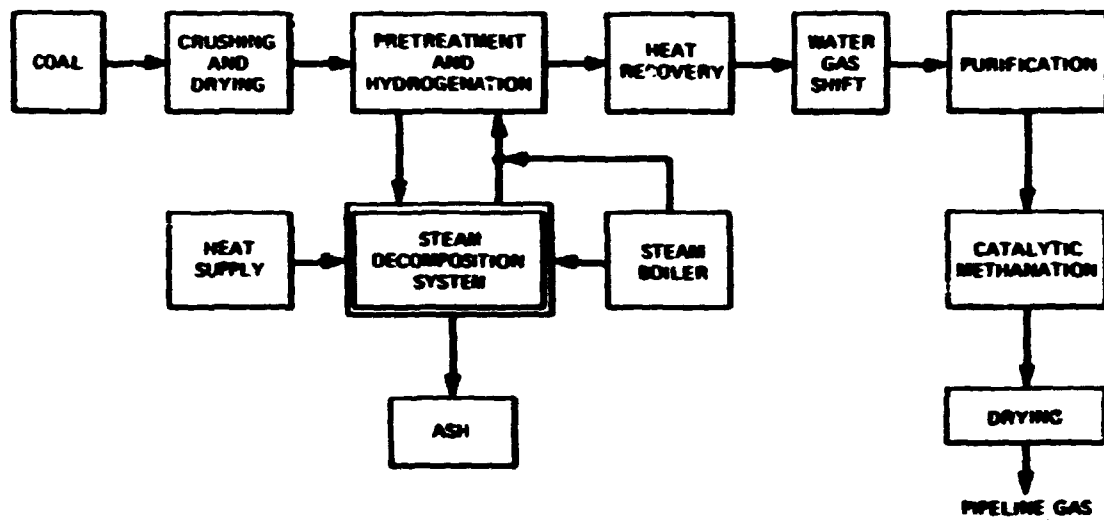 COAL
CRUSHING
AND
DRYING
PRETREATMENT
AND
HYDROGENATION
HEAT
RECOVERY
WATER
GAS
SHIFT
PURIFICATION
HEAT
SUPPLY
STEAM
DECOMPOSITION
SYSTEM
STEAM
BOILER
CATALYTIC
METHANATION
ASH
DRYING
PIPELINE GAS